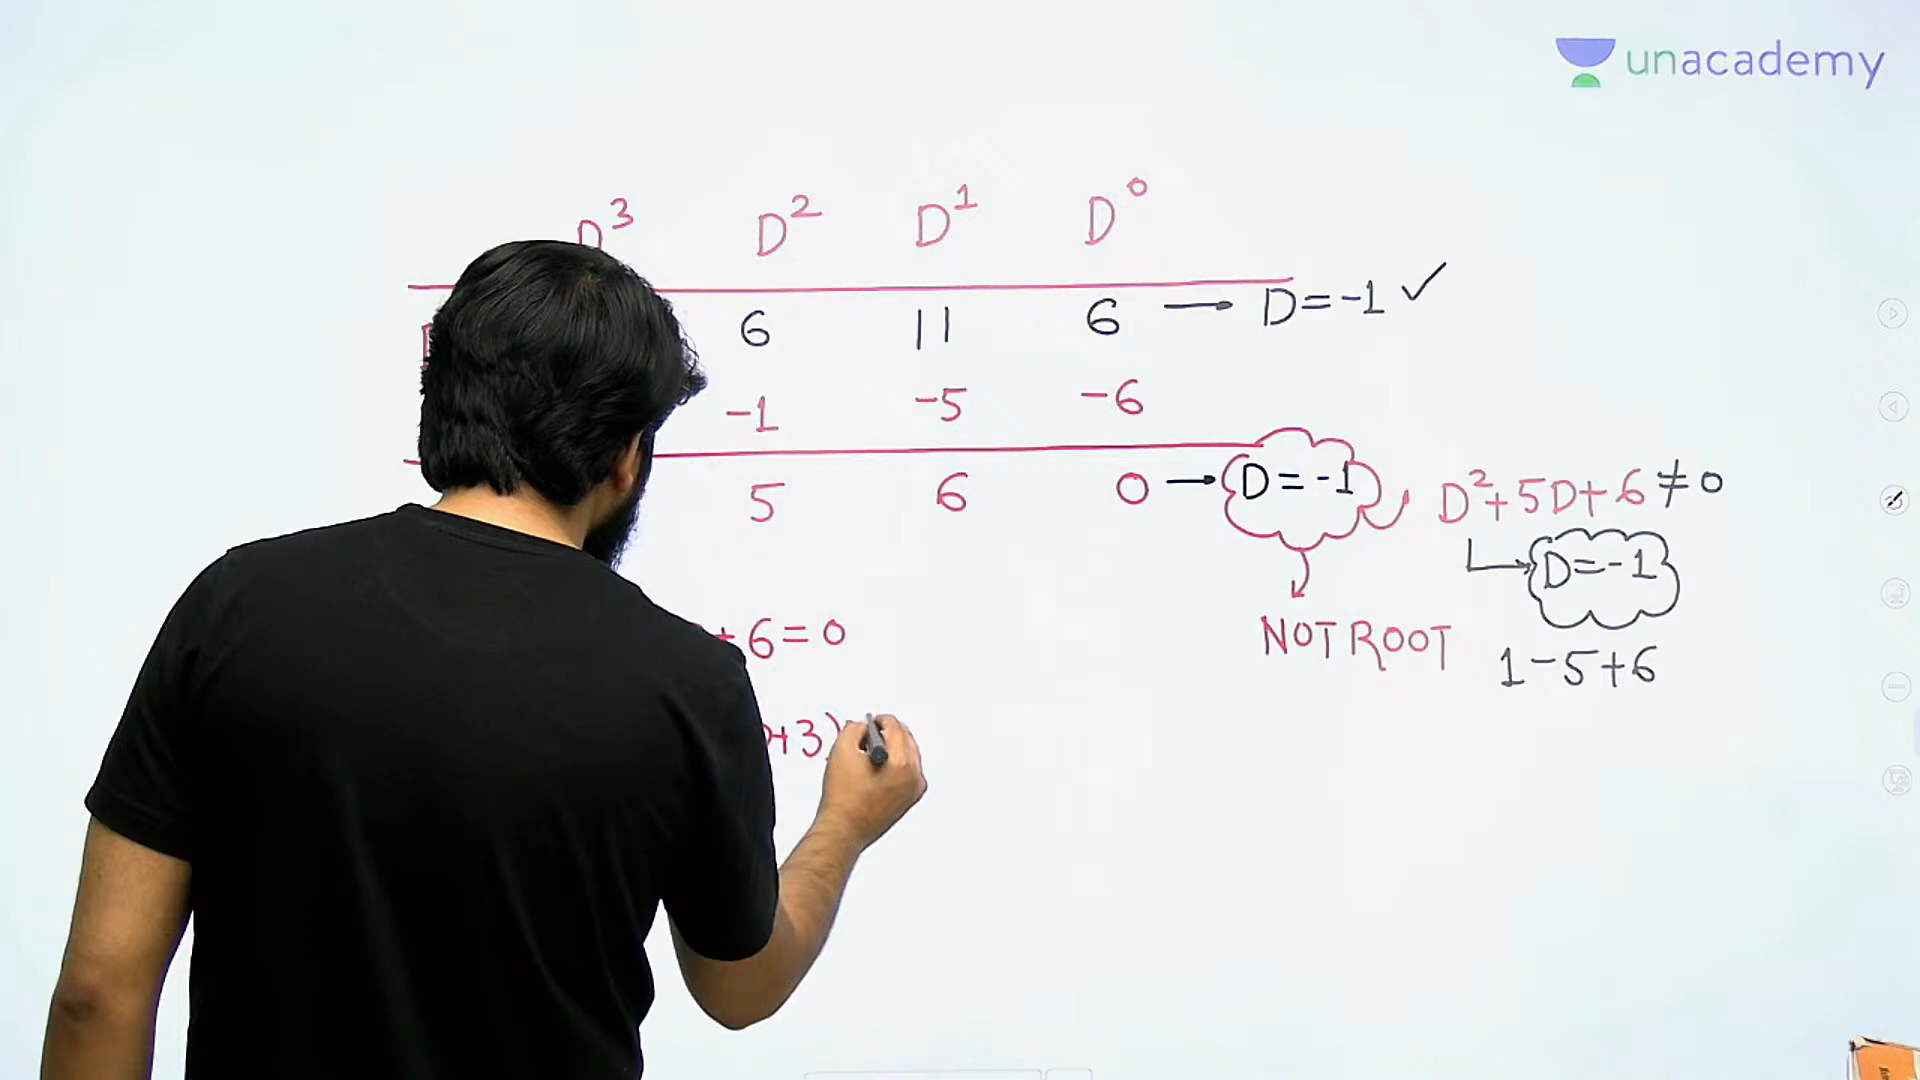 unacademy
D³ D² D¹ D⁰
6 11 6 → D=-1 ✓
-1 -5 -6
5 6 0 → D=-1 D²+5D+6≠0
D=-1
+6=0 NOT ROOT 1-5+6
+3)